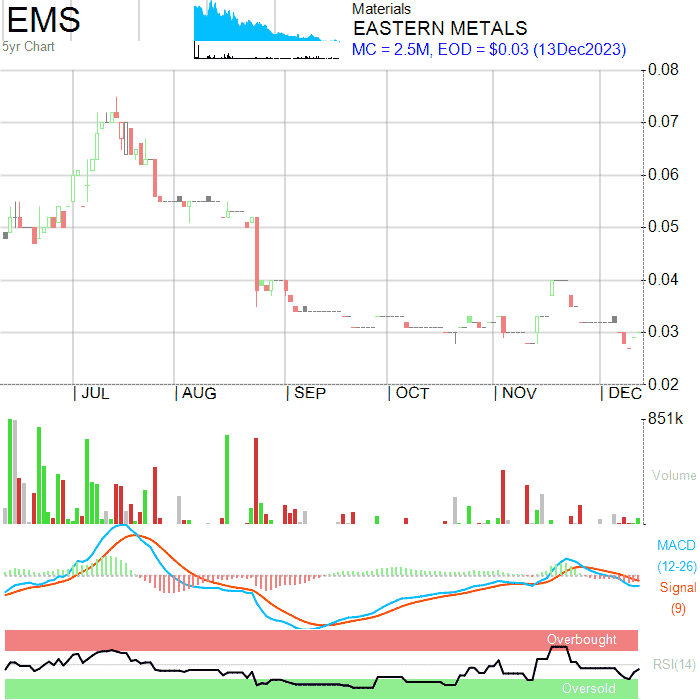 EMS
5yr Chart
Materials
EASTERN METALS
MC = 2.5M, EOD = $0.03 (13Dec2023)
0.08
0.07
0.06
0.05
0.04
0.03
0.02
| JUL | AUG | SEP | OCT | NOV | DEC
851k
Volume
MACD
(12-26)
Signal
(9)
Overbought
RSI(14)
Oversold